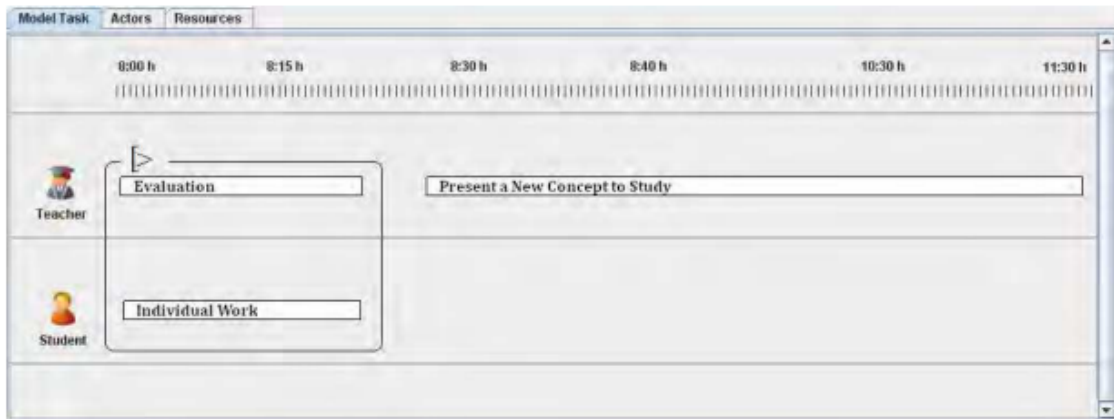 Model Task Actors Resources
8:00 h 8:15 h 8:30 h 8:40 h 10:30 h 11:30 h
[>
Evaluation Present a New Concept to Study
Teacher
Individual Work
Student